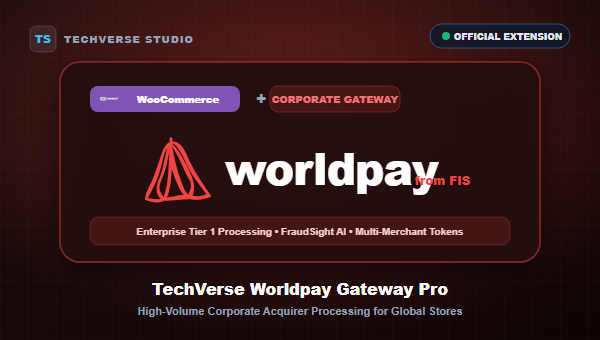 TS TECHVERSE STUDIO
OFFICIAL EXTENSION
WooCommerce + CORPORATE GATEWAY
worldpay
from FIS
Enterprise Tier 1 Processing • FraudSight AI • Multi-Merchant Tokens
TechVerse Worldpay Gateway Pro
High-Volume Corporate Acquirer Processing for Global Stores